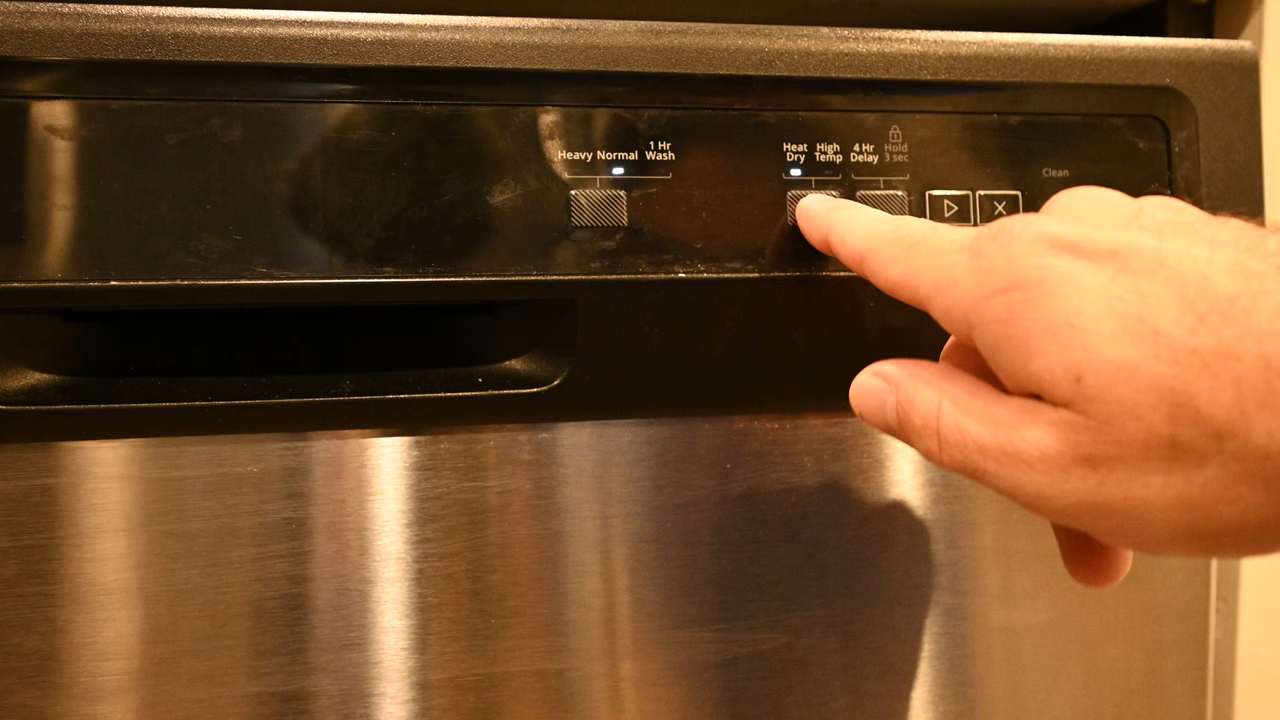 Heavy Normal 1 Hr Wash
Heat Dry
High Temp
4 Hr Delay
Hold 3 sec
Clean